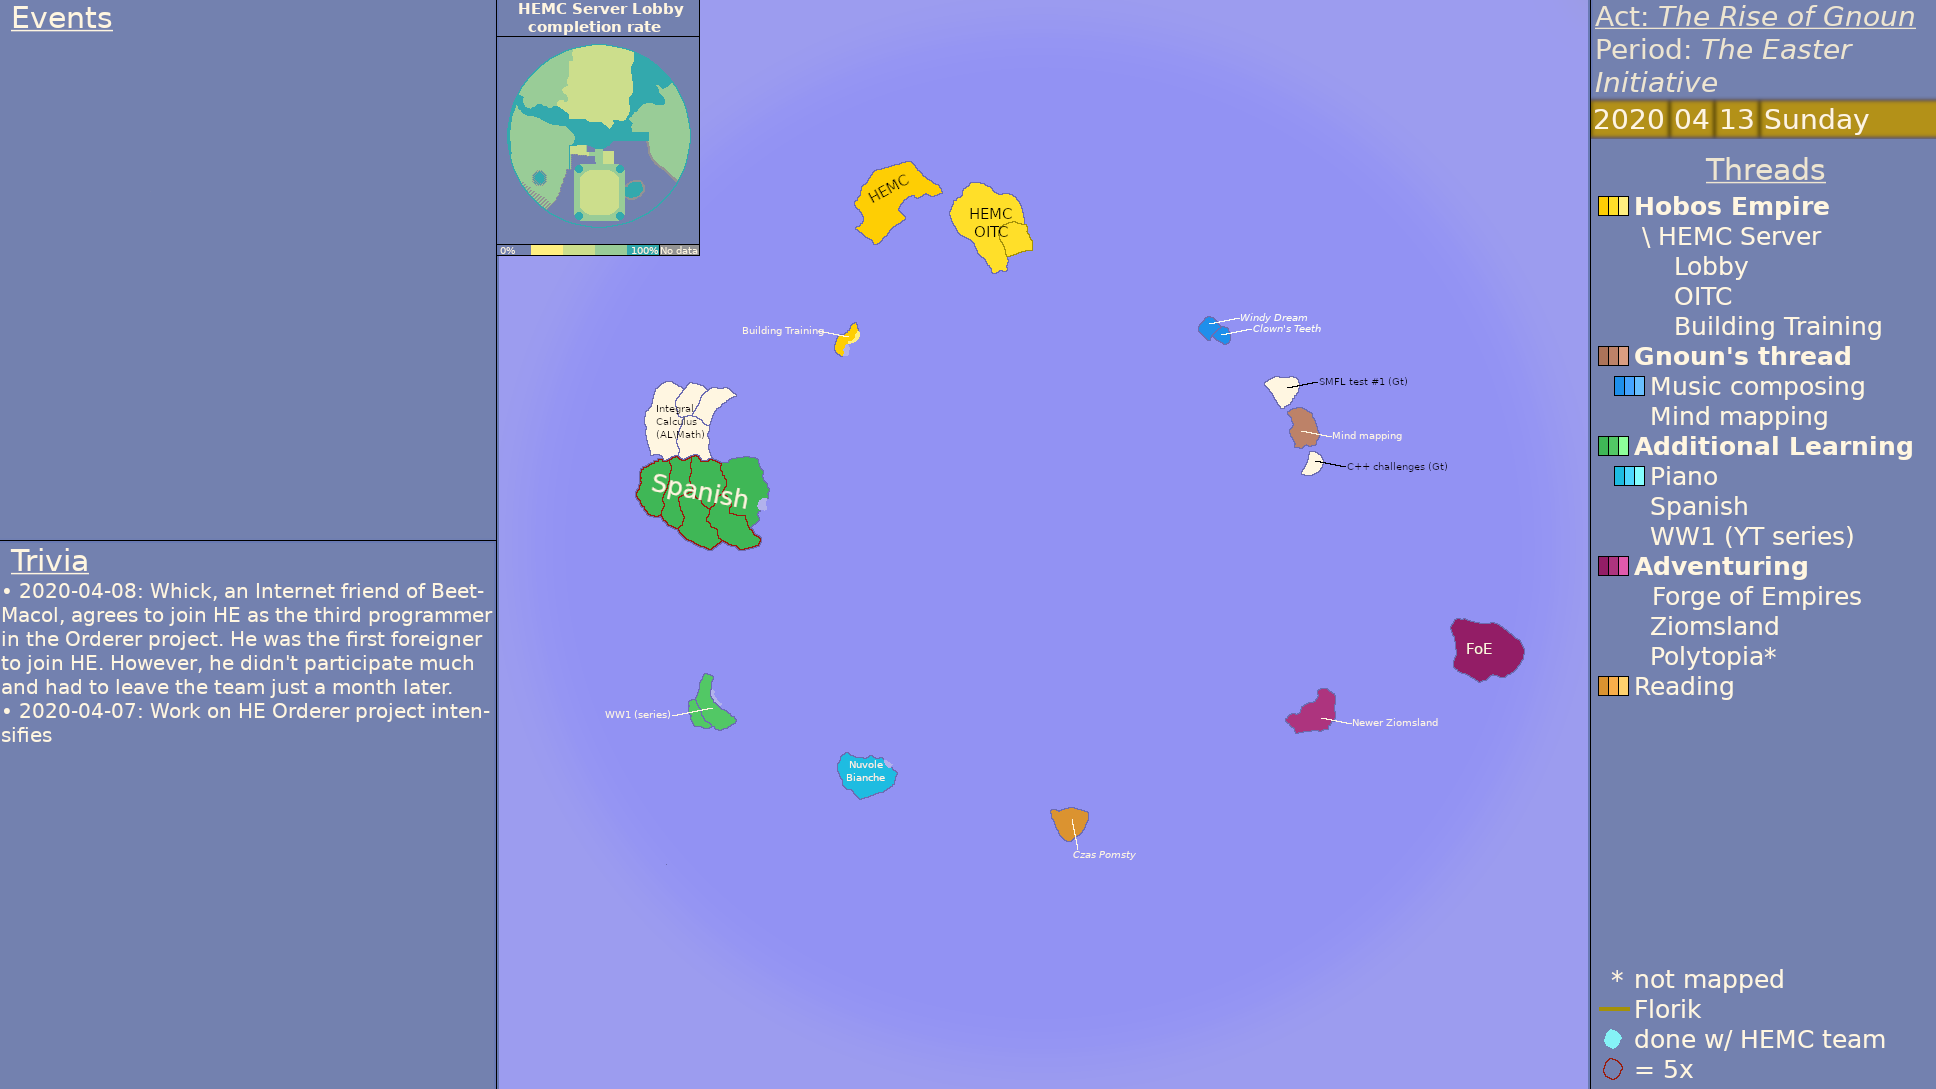 Events
Trivia
• 2020-04-08: Whick, an Internet friend of Beet-
Macol, agrees to join HE as the third programmer
in the Orderer project. He was the first foreigner
to join HE. However, he didn't participate much
and had to leave the team just a month later.
• 2020-04-07: Work on HE Orderer project inten-
sifies
HEMC Server Lobby
completion rate
0%
100%
No data
HEMC
HEMC
OITC
Building Training
Windy Dream
Clown's Teeth
Integral
Calculus
(AL\Math)
SMFL test #1 (Gt)
Mind mapping
C++ challenges (Gt)
Spanish
FoE
WW1 (series)
Newer Ziomsland
Nuvole
Bianche
Czas Pomsty
Act: The Rise of Gnoun
Period: The Easter
Initiative
2020 04 13 Sunday
Threads
Hobos Empire
\ HEMC Server
Lobby
OITC
Building Training
Gnoun's thread
Music composing
Mind mapping
Additional Learning
Piano
Spanish
WW1 (YT series)
Adventuring
Forge of Empires
Ziomsland
Polytopia*
Reading
* not mapped
Florik
done w/ HEMC team
= 5x